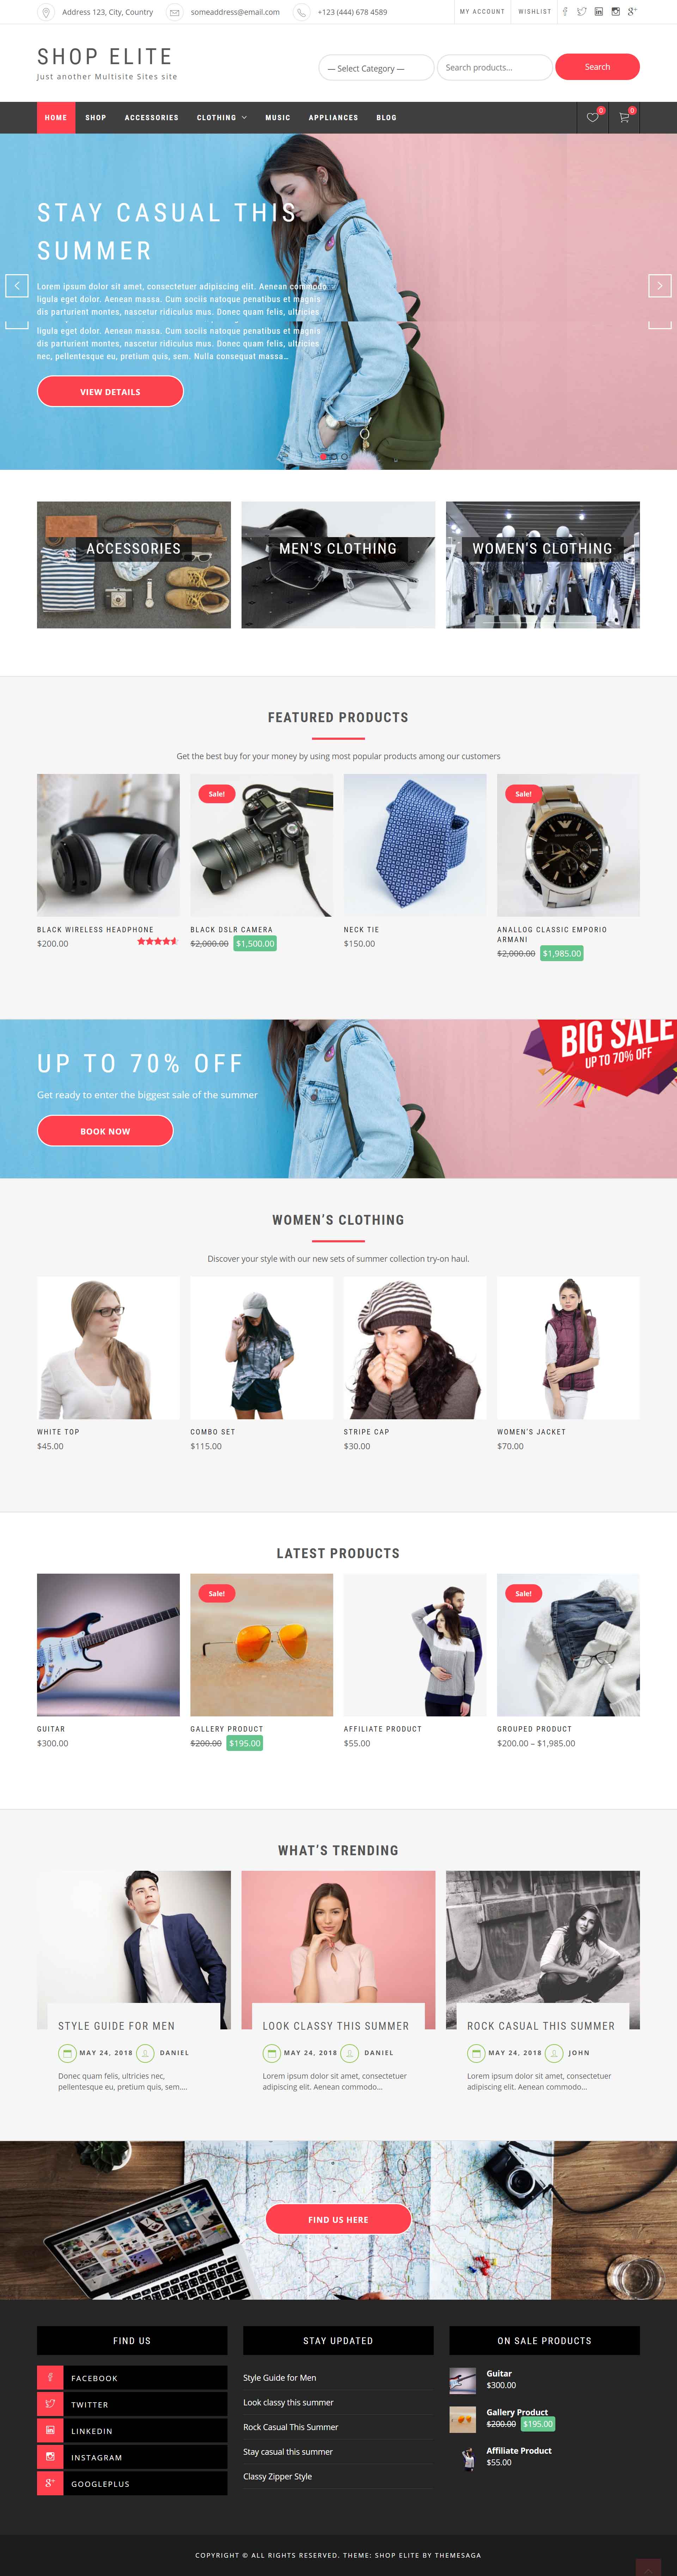 Address 123, City, Country someaddress@email.com +123 (444) 678 4589 MY ACCOUNT WISHLIST
SHOP ELITE
Just another Multisite Sites site
— Select Category — Search products... Search
HOME SHOP ACCESSORIES CLOTHING MUSIC APPLIANCES BLOG 0 0
STAY CASUAL THIS
SUMMER
Lorem ipsum dolor sit amet, consectetuer adipiscing elit. Aenean commodo
ligula eget dolor. Aenean massa. Cum sociis natoque penatibus et magnis
dis parturient montes, nascetur ridiculus mus. Donec quam felis, ultricies
ligula eget dolor. Aenean massa. Cum sociis natoque penatibus et magnis
dis parturient montes, nascetur ridiculus mus. Donec quam felis, ultricies
nec, pellentesque eu, pretium quis, sem. Nulla consequat massa...
VIEW DETAILS
ACCESSORIES MEN'S CLOTHING WOMEN'S CLOTHING
FEATURED PRODUCTS
Get the best buy for your money by using most popular products among our customers
Sale! Sale!
BLACK WIRELESS HEADPHONE BLACK DSLR CAMERA NECK TIE ANALLOG CLASSIC EMPORIO
ARMANI
$200.00 $2,000.00 $1,500.00 $150.00
$2,000.00 $1,985.00
BIG SALE
UP TO 70% OFF
UP TO 70% OFF
Get ready to enter the biggest sale of the summer
BOOK NOW
WOMEN'S CLOTHING
Discover your style with our new sets of summer collection try-on haul.
WHITE TOP COMBO SET STRIPE CAP WOMEN'S JACKET
$45.00 $115.00 $30.00 $70.00
LATEST PRODUCTS
Sale! Sale!
GUITAR GALLERY PRODUCT AFFILIATE PRODUCT GROUPED PRODUCT
$300.00 $200.00 $195.00 $55.00 $200.00 – $1,985.00
WHAT'S TRENDING
STYLE GUIDE FOR MEN LOOK CLASSY THIS SUMMER ROCK CASUAL THIS SUMMER
MAY 24, 2018 DANIEL MAY 24, 2018 DANIEL MAY 24, 2018 JOHN
Donec quam felis, ultricies nec, Lorem ipsum dolor sit amet, consectetuer Lorem ipsum dolor sit amet, consectetuer
pellentesque eu, pretium quis, sem.... adipiscing elit. Aenean commodo... adipiscing elit. Aenean commodo...
FIND US HERE
FIND US STAY UPDATED ON SALE PRODUCTS
FACEBOOK
TWITTER
LINKEDIN
INSTAGRAM
GOOGLEPLUS
Style Guide for Men
Look classy this summer
Rock Casual This Summer
Stay casual this summer
Classy Zipper Style
Guitar
$300.00
Gallery Product
$200.00 $195.00
Affiliate Product
$55.00
COPYRIGHT © ALL RIGHTS RESERVED. THEME: SHOP ELITE BY THEMESAGA